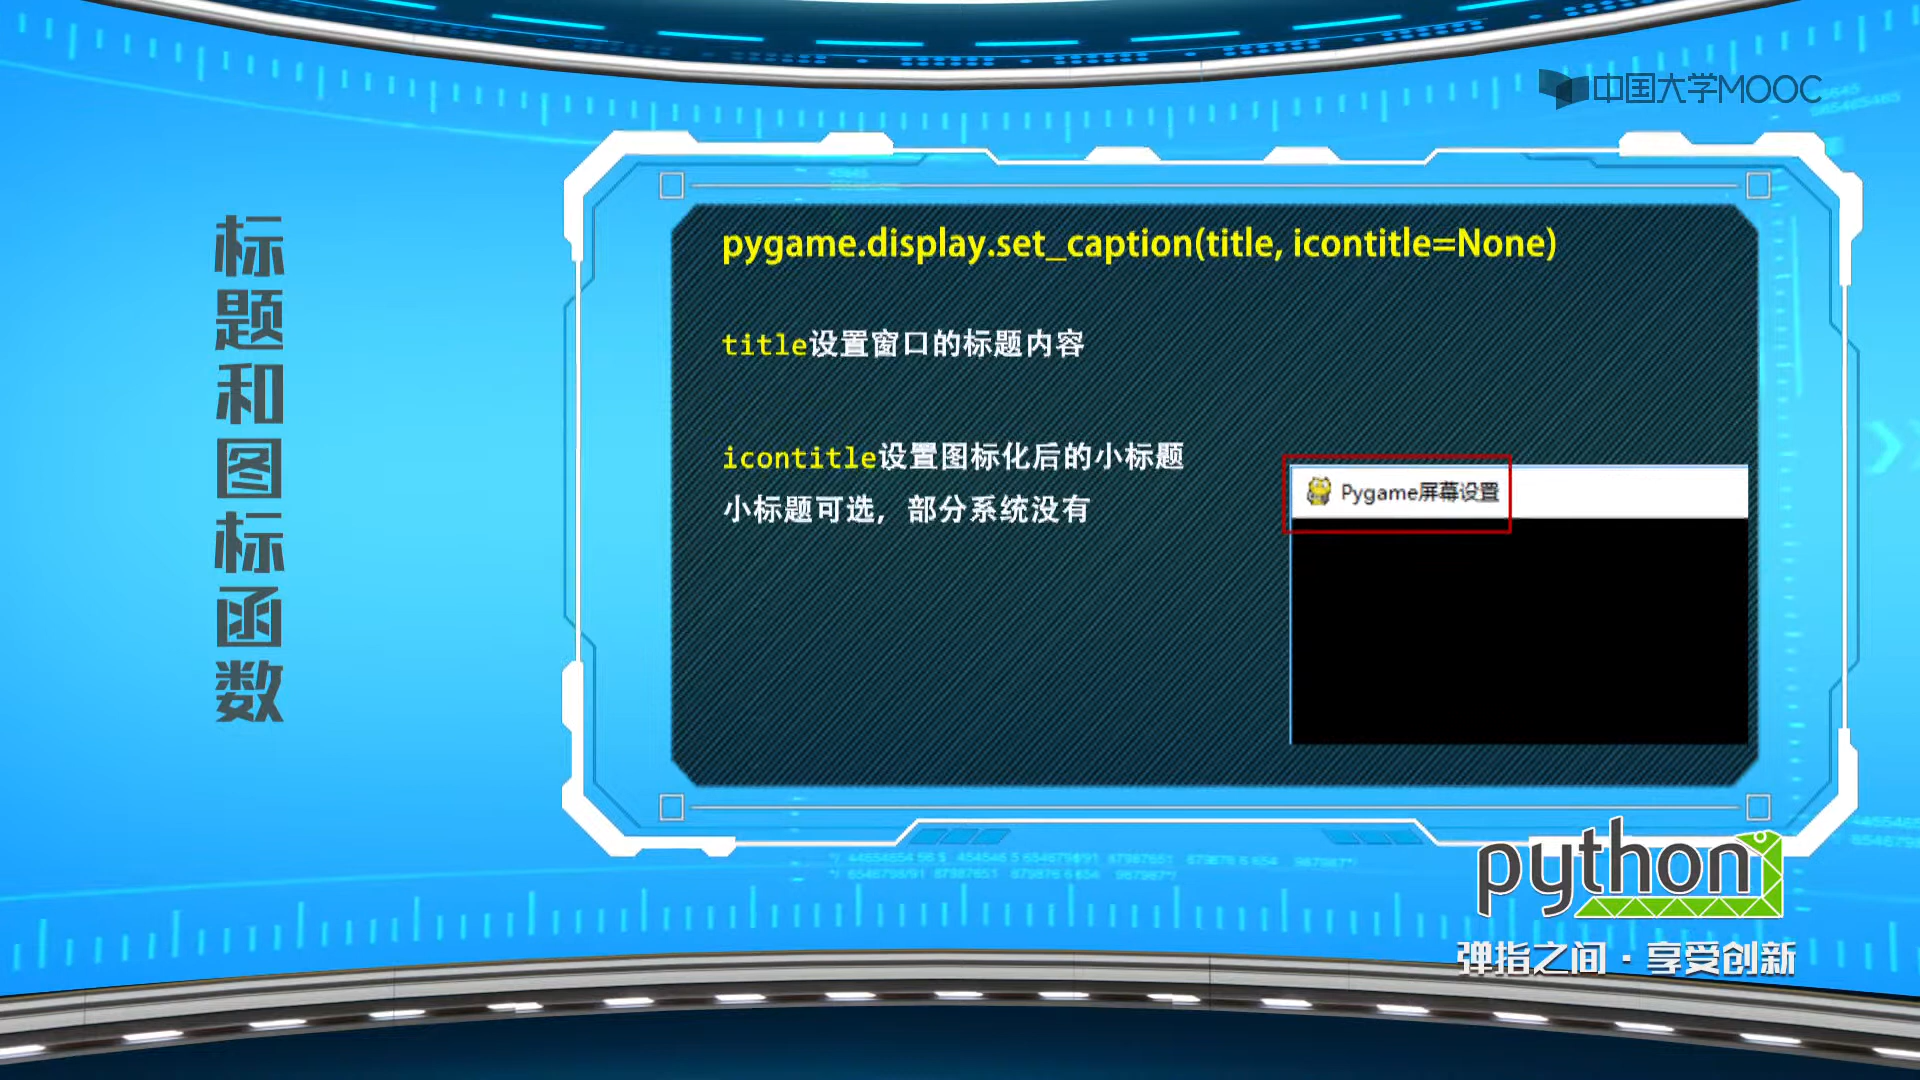 中国大学MOOC
标题和图标函数
pygame.display.set_caption(title, icontitle=None)
title设置窗口的标题内容
icontitle设置图标化后的小标题
小标题可选，部分系统没有
Pygame屏幕设置
python
弹指之间·享受创新